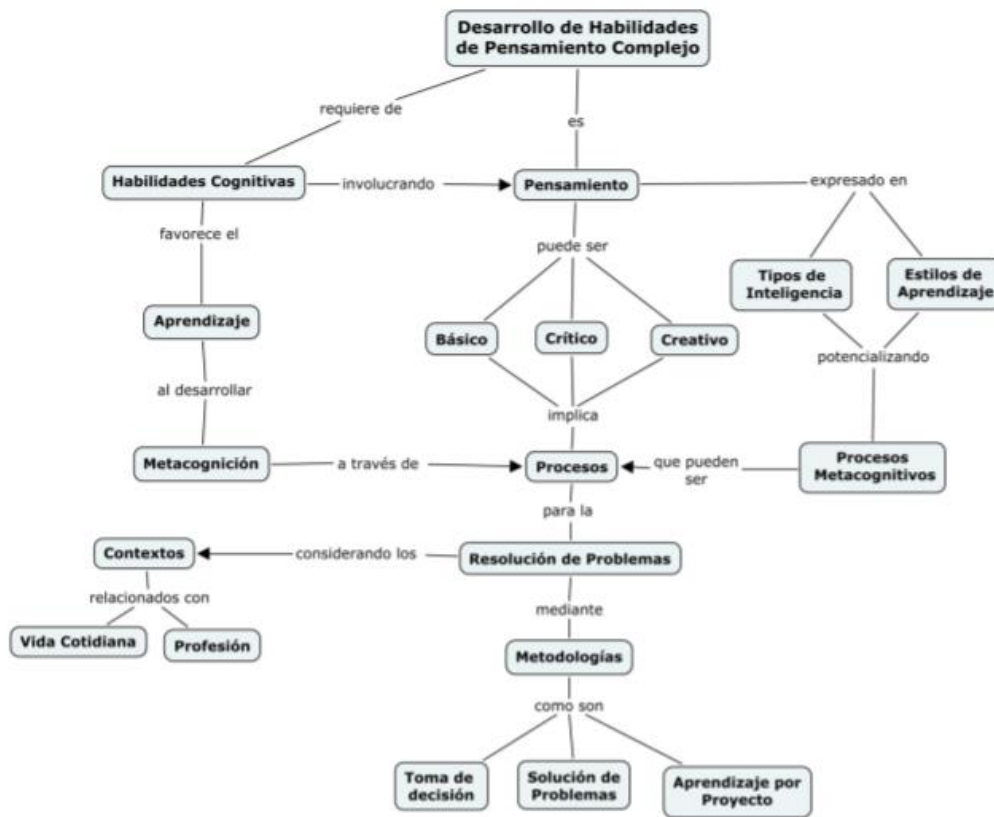 Desarrollo de Habilidades
de Pensamiento Complejo
requiere de
es
Habilidades Cognitivas
involucrando
Pensamiento
expresado en
favorece el
puede ser
Tipos de
Inteligencia
Estilos de
Aprendizaje
Aprendizaje
Básico
Crítico
Creativo
potencializando
al desarrollar
implica
Metacognición
a través de
Procesos
que pueden
ser
Procesos
Metacognitivos
para la
Contextos
considerando los
Resolución de Problemas
relacionados con
mediante
Vida Cotidiana
Profesión
Metodologías
como son
Toma de
decisión
Solución de
Problemas
Aprendizaje por
Proyecto